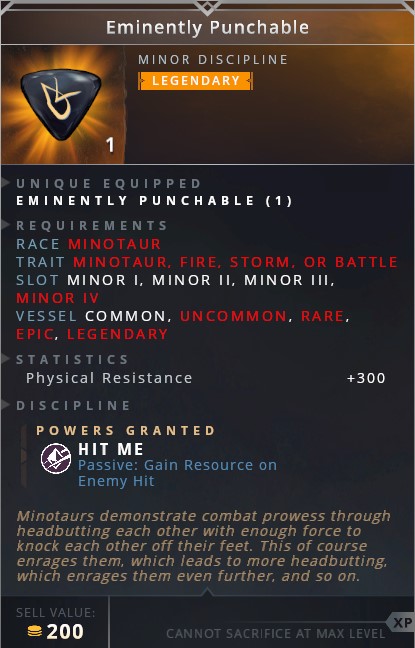 Eminently Punchable
MINOR DISCIPLINE
LEGENDARY
1
UNIQUE EQUIPPED
EMINENTLY PUNCHABLE (1)
REQUIREMENTS
RACE MINOTAUR
TRAIT MINOTAUR, FIRE, STORM, OR BATTLE
SLOT MINOR I, MINOR II, MINOR III,
MINOR IV
VESSEL COMMON, UNCOMMON, RARE,
EPIC, LEGENDARY
STATISTICS
Physical Resistance +300
DISCIPLINE
POWERS GRANTED
HIT ME
Passive: Gain Resource on
Enemy Hit
Minotaurs demonstrate combat prowess through
headbutting each other with enough force to
knock each other off their feet. This of course
enrages them, which leads to more headbutting,
which enrages them even further, and so on.
SELL VALUE:
200
XP
CANNOT SACRIFICE AT MAX LEVEL